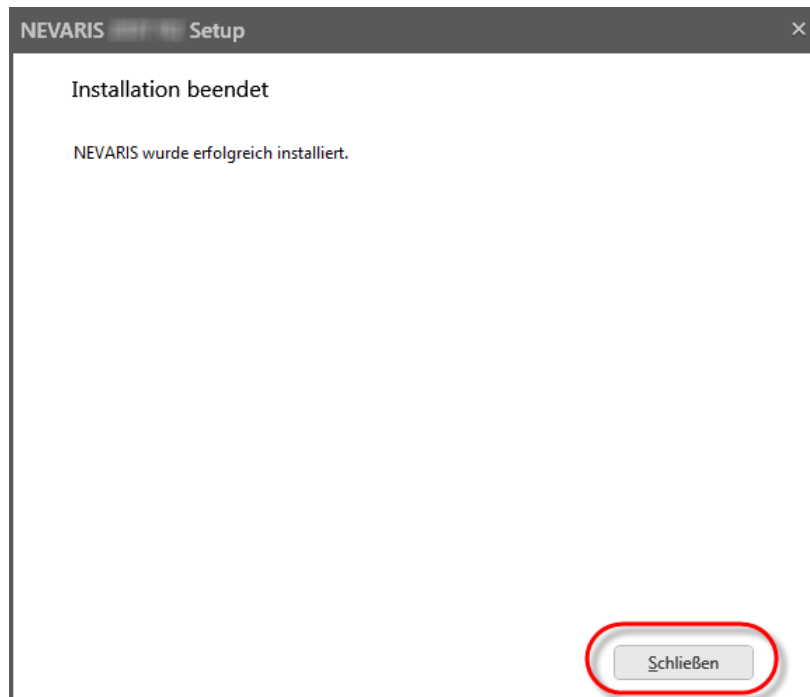 NEVARIS Setup
Installation beendet
NEVARIS wurde erfolgreich installiert.
Schließen